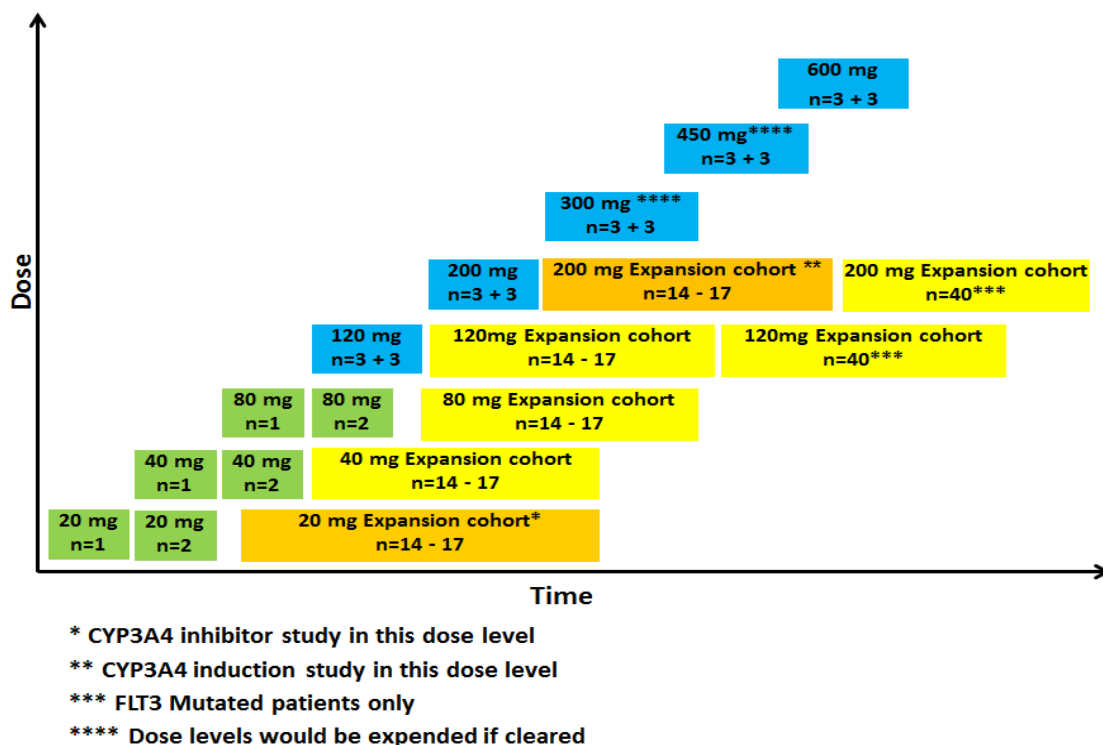 600 mg
n=3 + 3
450 mg****
n=3 + 3
300 mg ****
n=3 + 3
200 mg
n=3 + 3
200 mg Expansion cohort **
n=14 - 17
200 mg Expansion cohort
n=40***
120 mg
n=3 + 3
120mg Expansion cohort
n=14 - 17
120mg Expansion cohort
n=40***
80 mg
n=1
80 mg
n=2
80 mg Expansion cohort
n=14 - 17
40 mg
n=1
40 mg
n=2
40 mg Expansion cohort
n=14 - 17
20 mg
n=1
20 mg
n=2
20 mg Expansion cohort*
n=14 - 17
Dose
Time
* CYP3A4 inhibitor study in this dose level
** CYP3A4 induction study in this dose level
*** FLT3 Mutated patients only
**** Dose levels would be expended if cleared